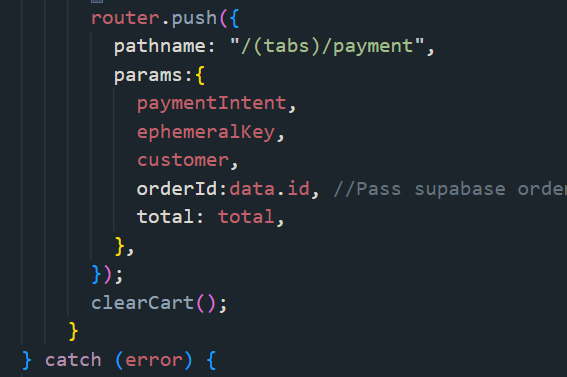 router.push({
pathname: "/(tabs)/payment",
params:{
paymentIntent,
ephemeralKey,
customer,
orderId:data.id, //Pass supabase orde
total: total,
},
});
clearCart();
}
} catch (error) {